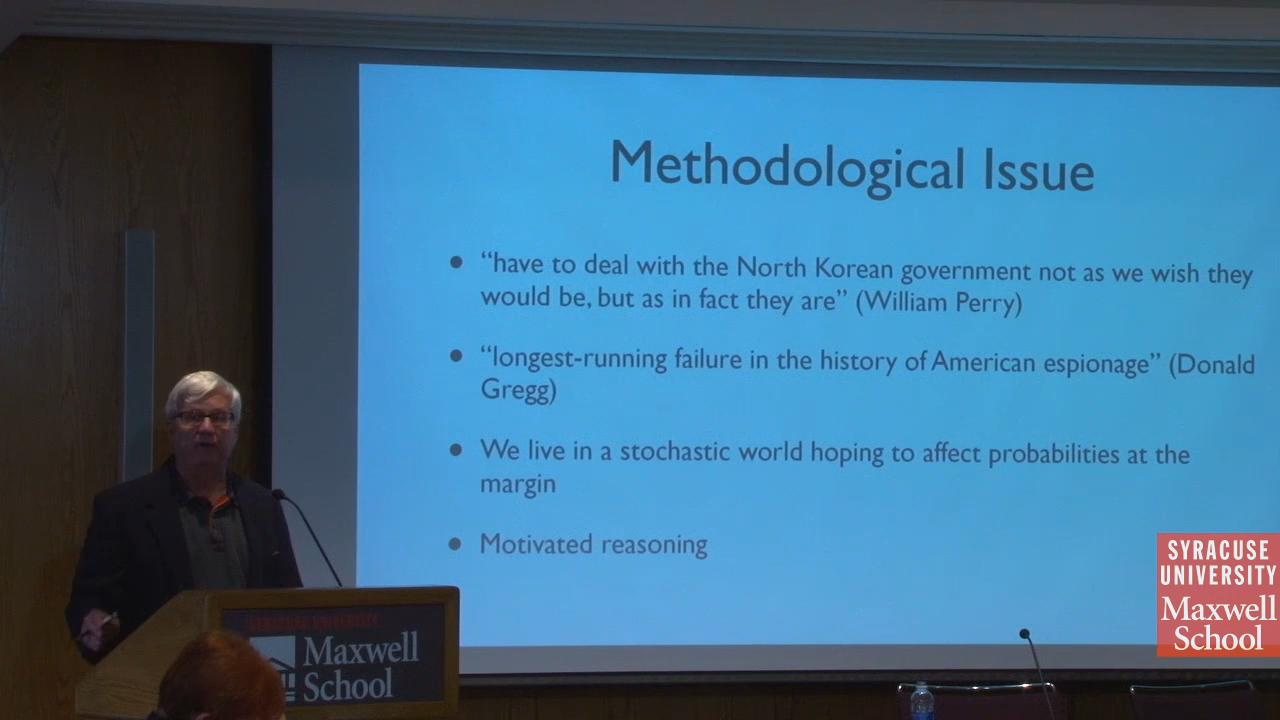 Methodological Issue
• “have to deal with the North Korean government not as we wish they
would be, but as in fact they are” (William Perry)
• “longest-running failure in the history of American espionage” (Donald
Gregg)
• We live in a stochastic world hoping to affect probabilities at the
margin
• Motivated reasoning
SYRACUSE
UNIVERSITY
Maxwell
School
SYRACUSE UNIVERSITY
Maxwell
School